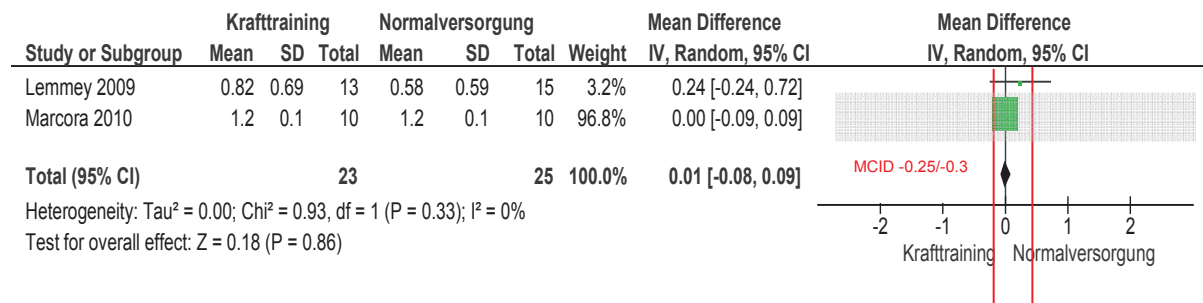 Krafttraining Normalversorgung Mean Difference Mean Difference
Study or Subgroup Mean SD Total Mean SD Total Weight IV, Random, 95% CI IV, Random, 95% CI
Lemmey 2009 0.82 0.69 13 0.58 0.59 15 3.2% 0.24 [-0.24, 0.72]
Marcora 2010 1.2 0.1 10 1.2 0.1 10 96.8% 0.00 [-0.09, 0.09]
Total (95% CI) 23 25 100.0% 0.01 [-0.08, 0.09] MCID -0.25/-0.3
Heterogeneity: Tau² = 0.00; Chi² = 0.93, df = 1 (P = 0.33); I² = 0%
Test for overall effect: Z = 0.18 (P = 0.86)
-2 -1 0 1 2
Krafttraining Normalversorgung